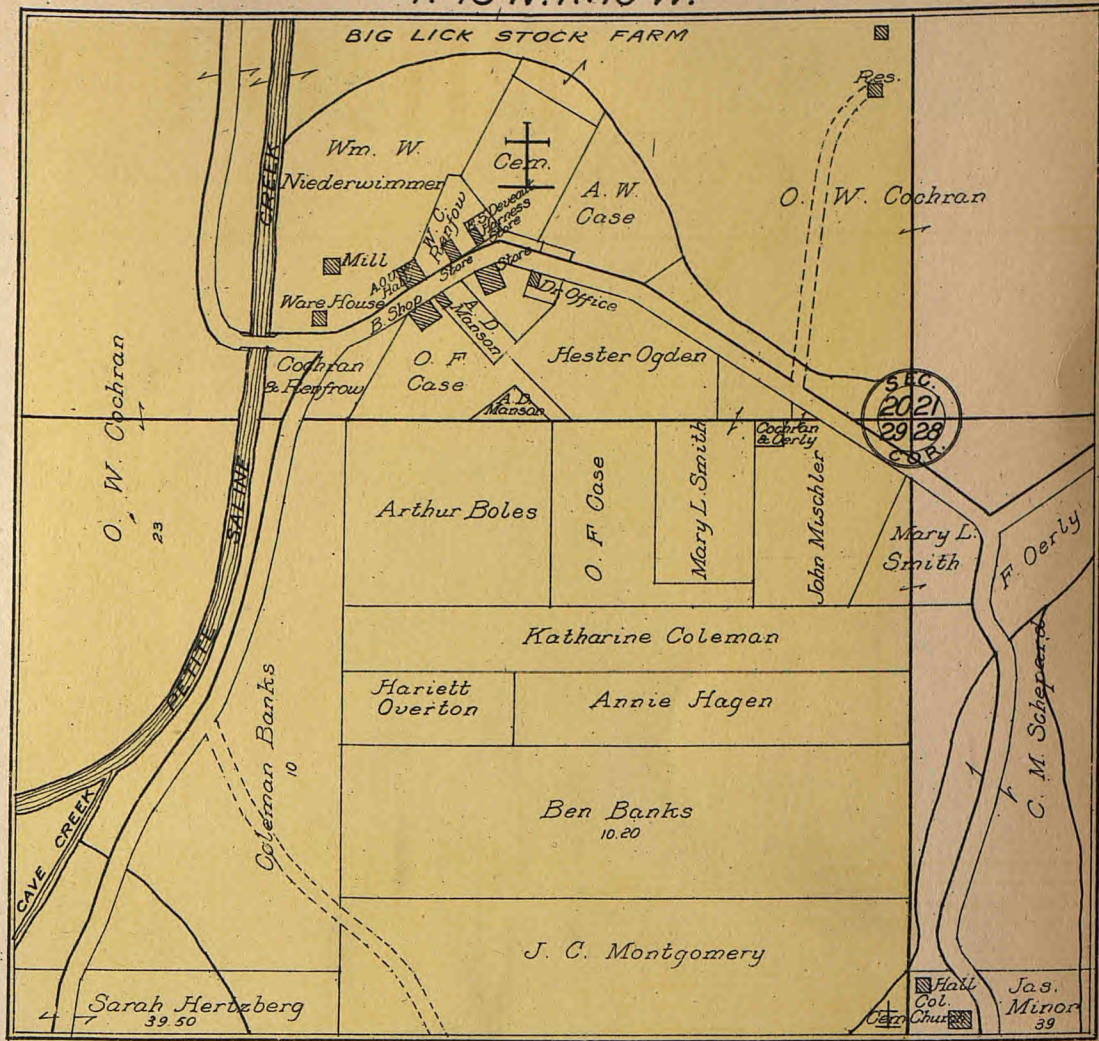 BIG LICK STOCK FARM
Res.
Wm. W.
Niederwimmer
Cem.
A. W.
Case
O. W. Cochran
CREEK
W. C.
Renfow
Harness
Store
Mill
Hall
Store
Store
Dr. Office
Ware House
B. Shop
A. D.
Manson
Cochran
& Renfrow
O. F
Case
Hester Ogden
A. D.
Manson
SEC.
20 21
29 28
COR.
O. W. Cochran
23
PETITE SALINE
Arthur Boles
O. F Case
Mary L. Smith
Cochran
& Oerly
John Mischler
Mary L.
Smith
F. Oerly
Katharine Coleman
Hariett
Overton
Annie Hagen
C. M. Scheperd
Coleman Banks
10
Ben Banks
10.20
CAVE CREEK
J. C. Montgomery
Sarah Hertzberg
39.50
Hall
Col.
Church
Cem.
Jas.
Minor
39